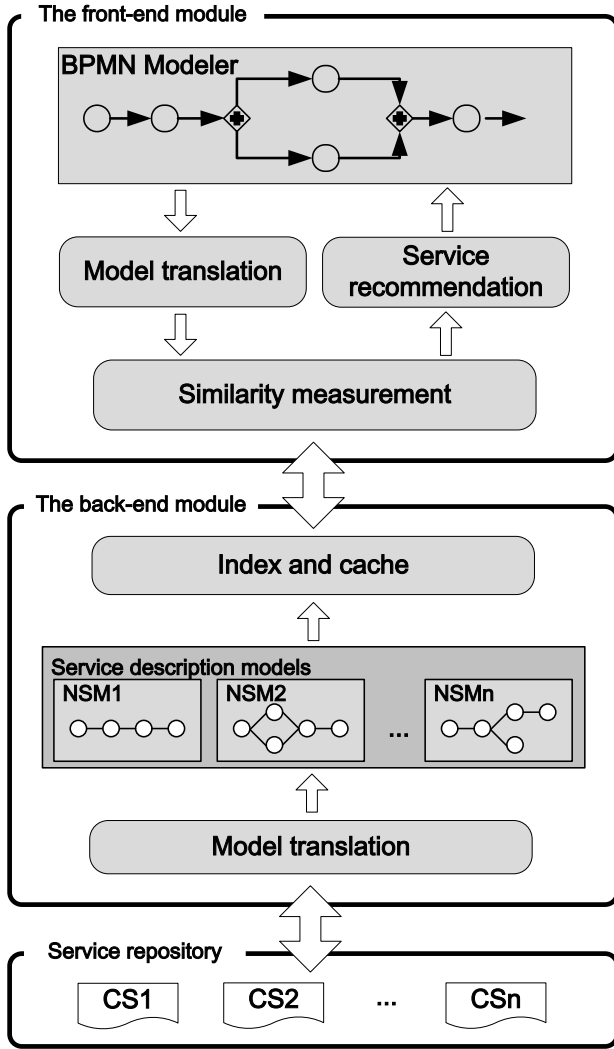 The front-end module
BPMN Modeler
Model translation
Service
recommendation
Similarity measurement
The back-end module
Index and cache
Service description models
NSM1
NSM2
...
NSMn
Model translation
Service repository
CS1
CS2
...
CSn